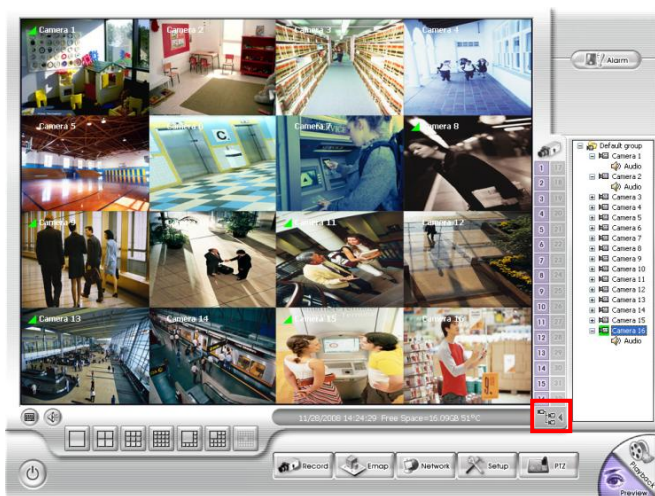 Camera 1
Camera 2
Camera 3
Camera 4
Camera 5
Camera 6
Camera 7
Camera 8
Camera 9
Camera 11
Camera 12
Camera 13
Camera 14
Camera 15
Camera 16
Alarm
Default group
Camera 1
Audio
Camera 2
Audio
Camera 3
Camera 4
Camera 5
Camera 6
Camera 7
Camera 8
Camera 9
Camera 10
Camera 11
Camera 12
Camera 13
Camera 14
Camera 15
Camera 16
Audio
1
2
3
4
5
6
7
8
9
10
11
12
13
14
15
11/28/2008 14:24:29 Free Space=16.09GB 51°C
Record
Emap
Network
Setup
PTZ
Playback
Preview